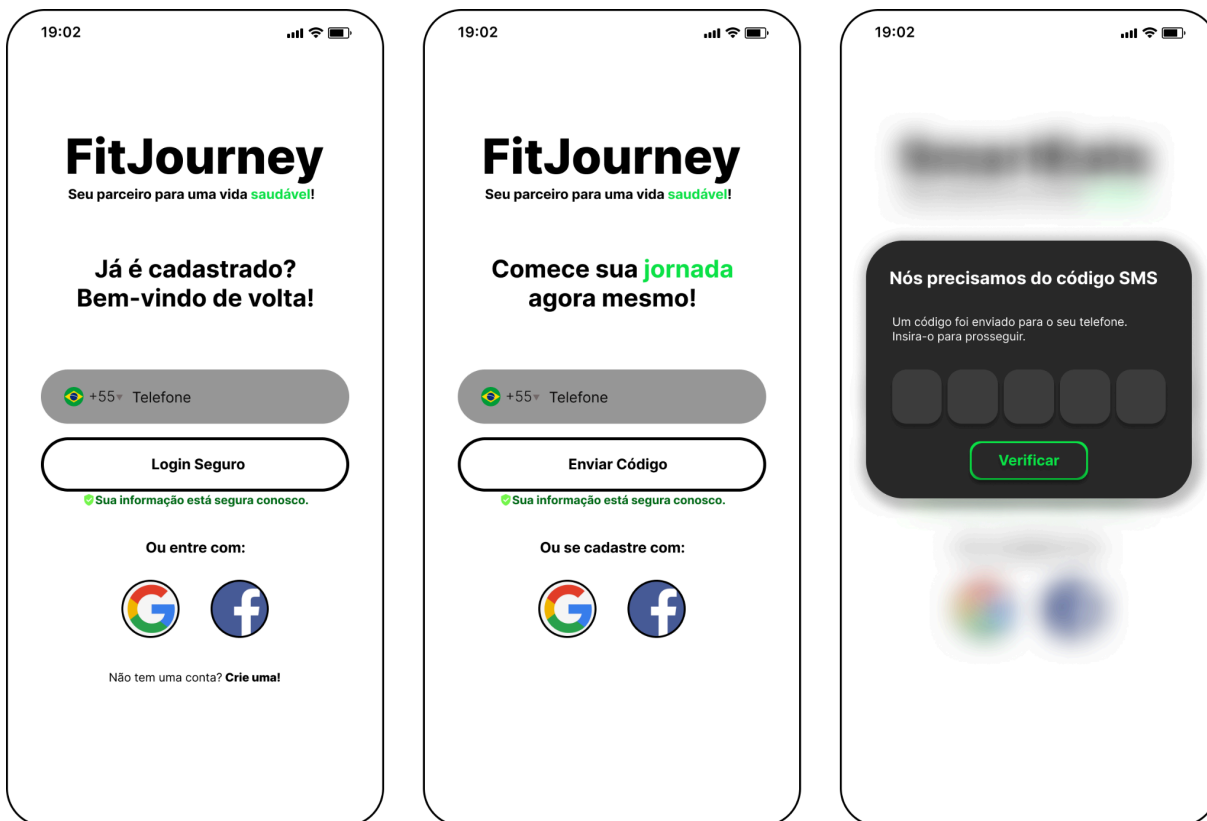 19:02
FitJourney
Seu parceiro para uma vida saudável!
Já é cadastrado?
Bem-vindo de volta!
+55 Telefone
Login Seguro
Sua informação está segura conosco.
Ou entre com:
Não tem uma conta? Crie uma!
19:02
FitJourney
Seu parceiro para uma vida saudável!
Comece sua jornada
agora mesmo!
+55 Telefone
Enviar Código
Sua informação está segura conosco.
Ou se cadastre com:
19:02
Nós precisamos do código SMS
Um código foi enviado para o seu telefone.
Insira-o para prosseguir.
Verificar